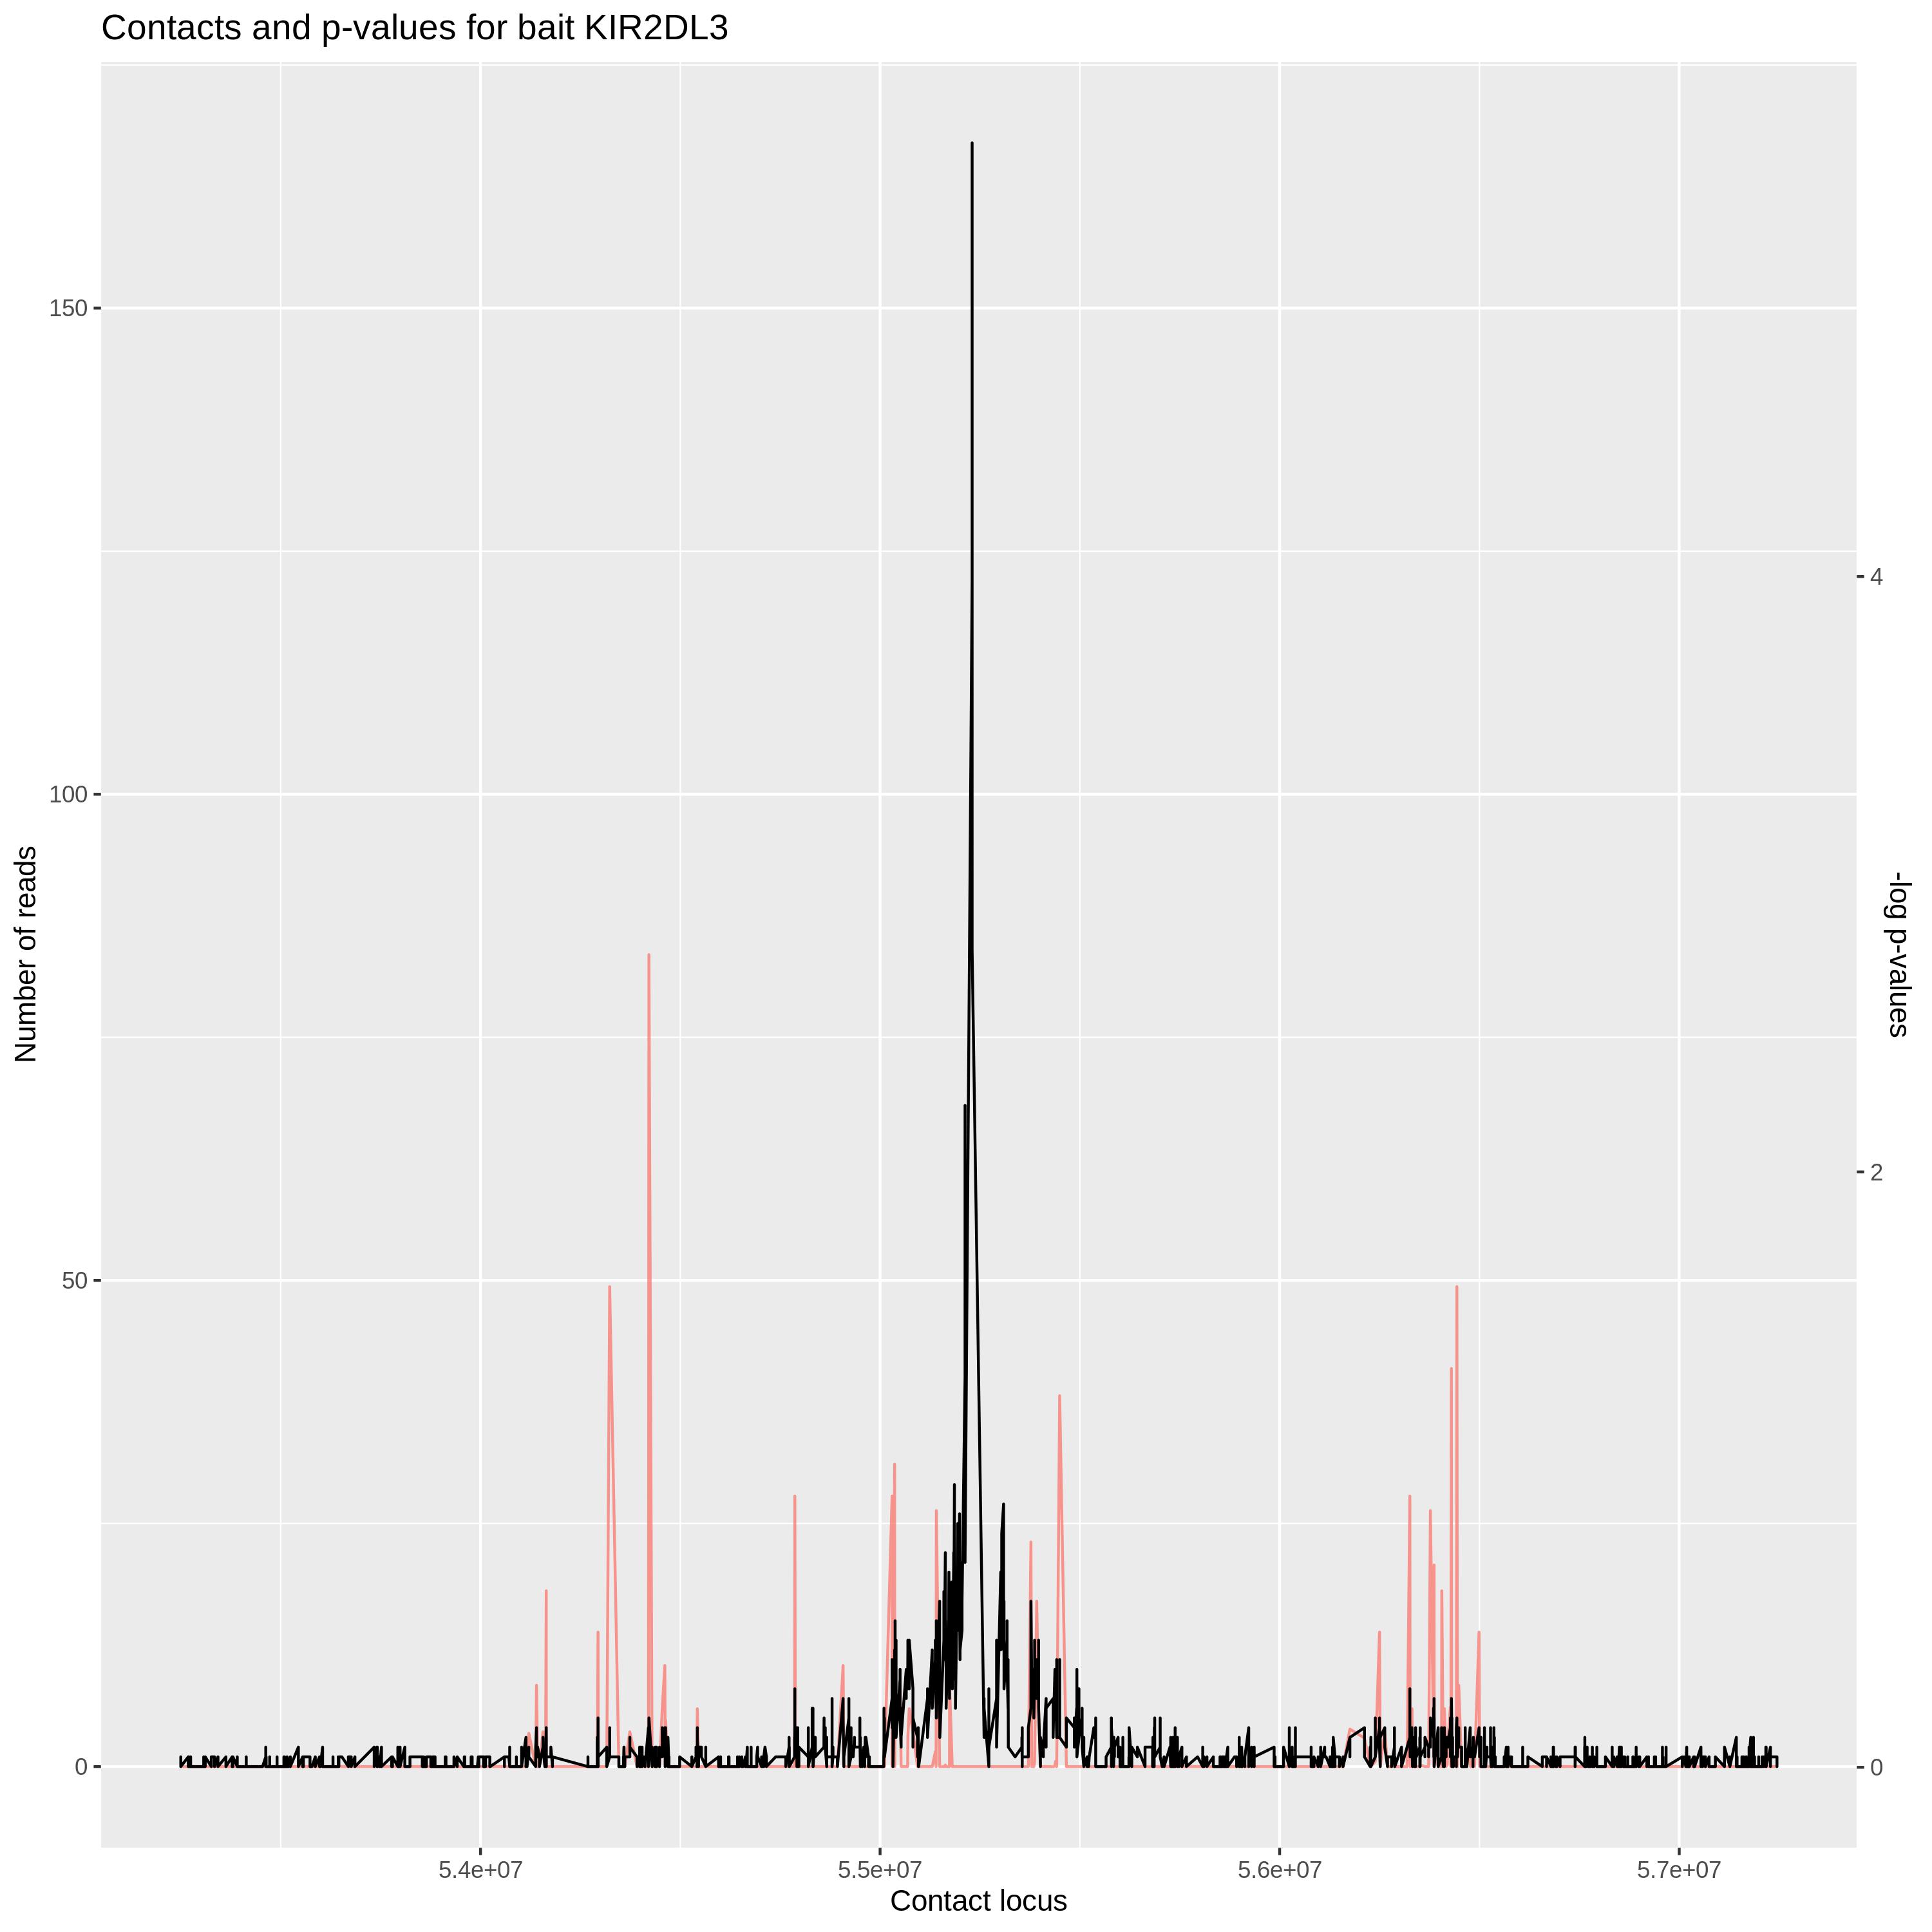 Contacts and p-values for bait KIR2DL3
150
100
50
0
Number of reads
4
2
0
-log p-values
5.4e+07
5.5e+07
5.6e+07
5.7e+07
Contact locus